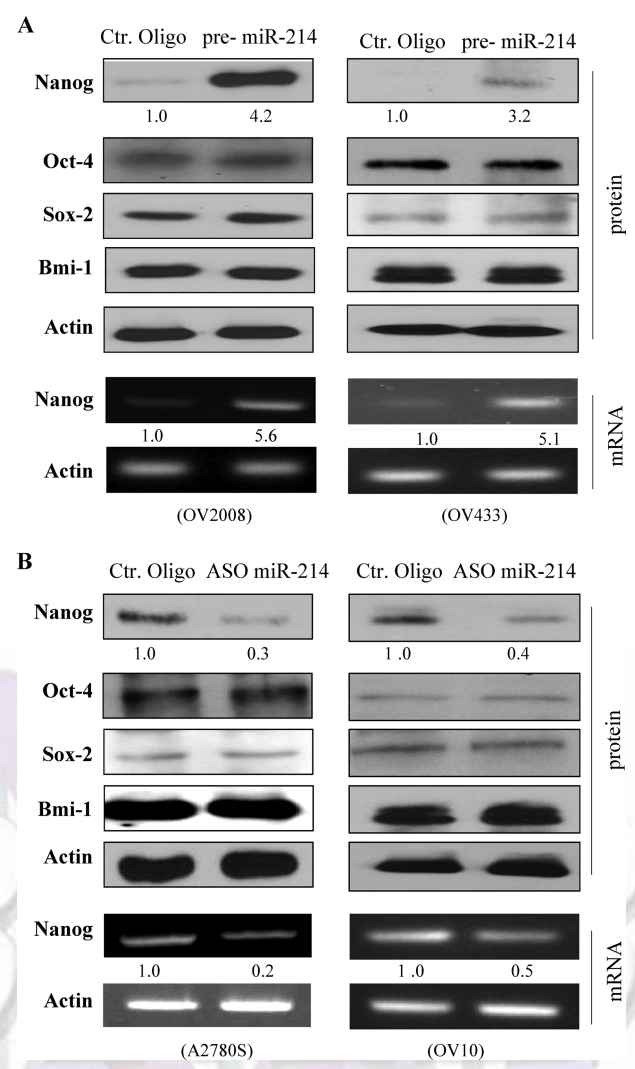 A
Ctr. Oligo pre- miR-214 Ctr. Oligo pre- miR-214
Nanog
1.0 4.2 1.0 3.2
Oct-4
Sox-2
Bmi-1
Actin
protein
Nanog
1.0 5.6 1.0 5.1
Actin
mRNA
(OV2008) (OV433)
B
Ctr. Oligo ASO miR-214 Ctr. Oligo ASO miR-214
Nanog
1.0 0.3 1 .0 0.4
Oct-4
Sox-2
Bmi-1
Actin
protein
Nanog
1.0 0.2 1 .0 0.5
Actin
mRNA
(A2780S) (OV10)